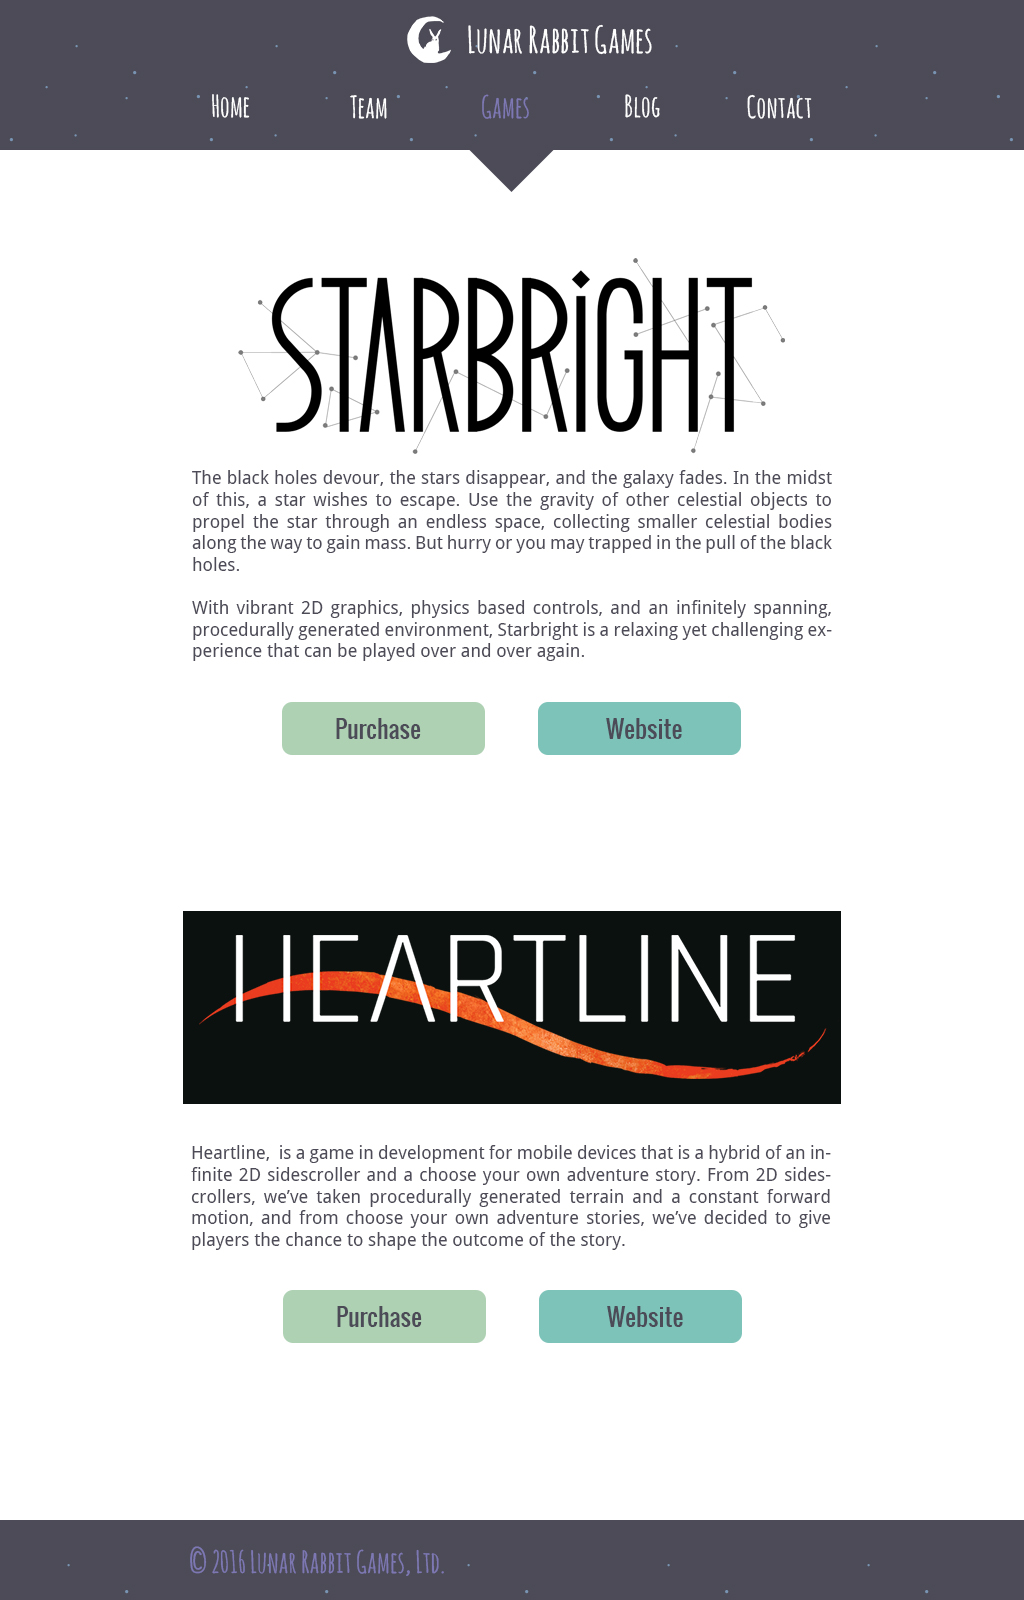 Lunar Rabbit Games
Home Team Games Blog Contact
STARBRiGHT
The black holes devour, the stars disappear, and the galaxy fades. In the midst
of this, a star wishes to escape. Use the gravity of other celestial objects to
propel the star through an endless space, collecting smaller celestial bodies
along the way to gain mass. But hurry or you may trapped in the pull of the black
holes.
With vibrant 2D graphics, physics based controls, and an infinitely spanning,
procedurally generated environment, Starbright is a relaxing yet challenging ex-
perience that can be played over and over again.
Purchase Website
HEARTLINE
Heartline,  is a game in development for mobile devices that is a hybrid of an in-
finite 2D sidescroller and a choose your own adventure story. From 2D sides-
crollers, we’ve taken procedurally generated terrain and a constant forward
motion, and from choose your own adventure stories, we’ve decided to give
players the chance to shape the outcome of the story.
Purchase Website
© 2016 Lunar Rabbit Games, Ltd.